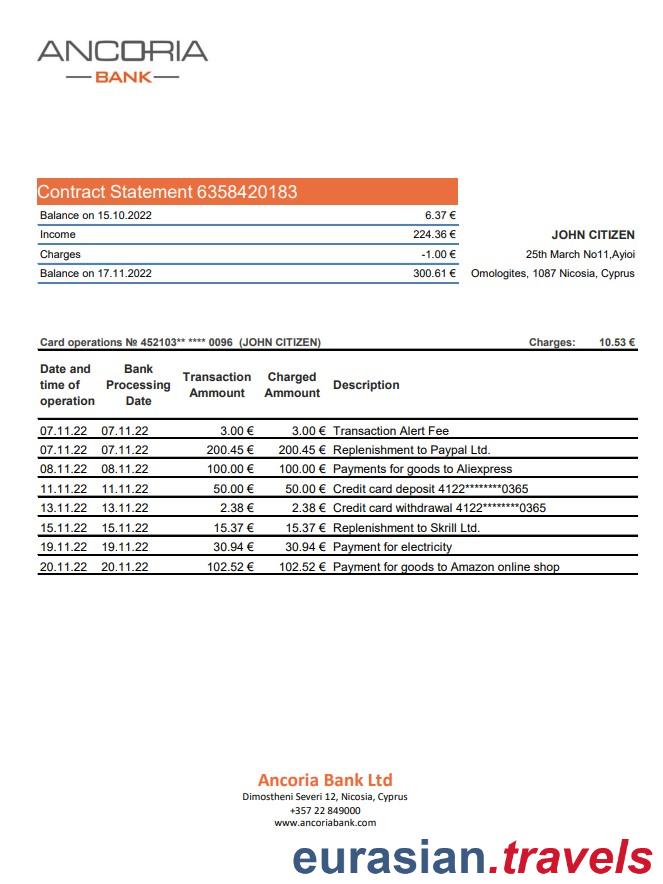 ANCORIA
BANK
Contract Statement 6358420183
Balance on 15.10.2022 6.37 €
Income 224.36 €
Charges -1.00 €
Balance on 17.11.2022 300.61 €
JOHN CITIZEN
25th March No11,Ayioi
Omologites, 1087 Nicosia, Cyprus
Card operations № 452103** **** 0096 (JOHN CITIZEN) Charges: 10.53 €
Date and time of operation Bank Processing Date Transaction Ammount Charged Ammount Description
07.11.22 07.11.22 3.00 € 3.00 € Transaction Alert Fee
07.11.22 07.11.22 200.45 € 200.45 € Replenishment to Paypal Ltd.
08.11.22 08.11.22 100.00 € 100.00 € Payments for goods to Aliexpress
11.11.22 11.11.22 50.00 € 50.00 € Credit card deposit 4122********0365
13.11.22 13.11.22 2.38 € 2.38 € Credit card withdrawal 4122********0365
15.11.22 15.11.22 15.37 € 15.37 € Replenishment to Skrill Ltd.
19.11.22 19.11.22 30.94 € 30.94 € Payment for electricity
20.11.22 20.11.22 102.52 € 102.52 € Payment for goods to Amazon online shop
Ancoria Bank Ltd
Dimostheni Severi 12, Nicosia, Cyprus
+357 22 849000
www.ancoriabank.com
eurasian.travels